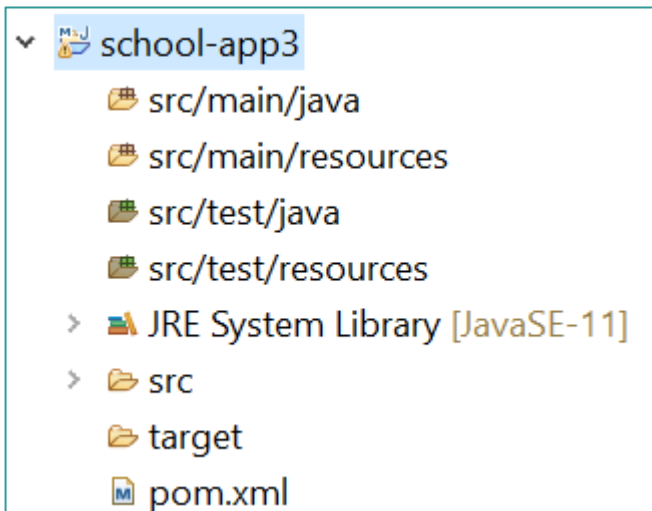 school-app3
src/main/java
src/main/resources
src/test/java
src/test/resources
JRE System Library [JavaSE-11]
src
target
pom.xml